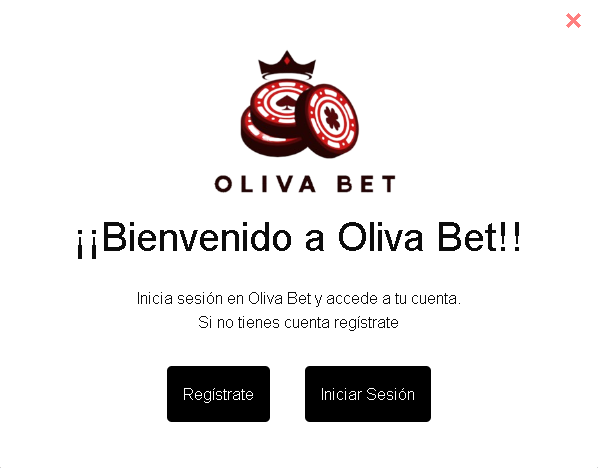 OLIVA BET
¡¡Bienvenido a Oliva Bet!!
Inicia sesión en Oliva Bet y accede a tu cuenta.
Si no tienes cuenta regístrate
Regístrate
Iniciar Sesión